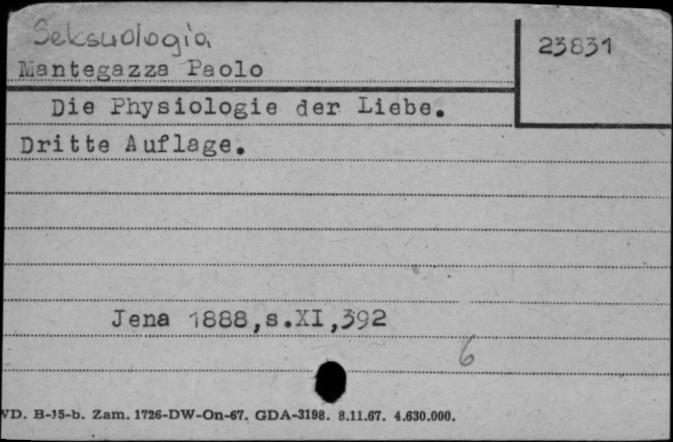 Seksuologia
23831
Mantegazza Paolo
Die Physiologie der Liebe.
Dritte Auflage.
Jena 1888,s.XI,392
6
VD. B-15-b. Zam. 1726-DW-On-67. GDA-3198. 8.11.67. 4.630.000.